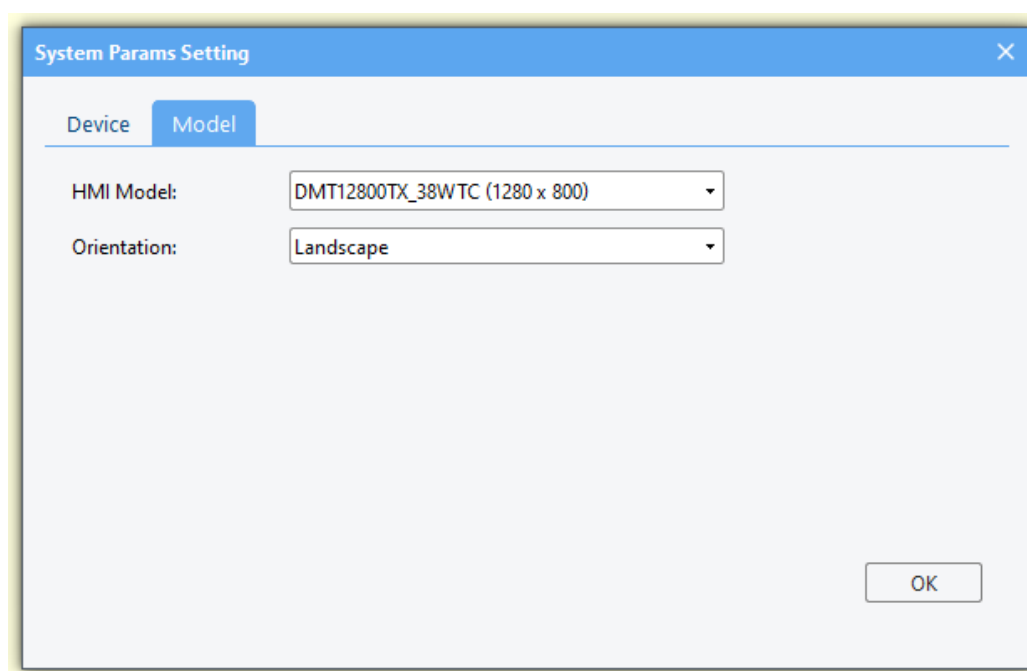 System Params Setting
Device Model
HMI Model: DMT12800TX_38WTC (1280 x 800)
Orientation: Landscape
OK